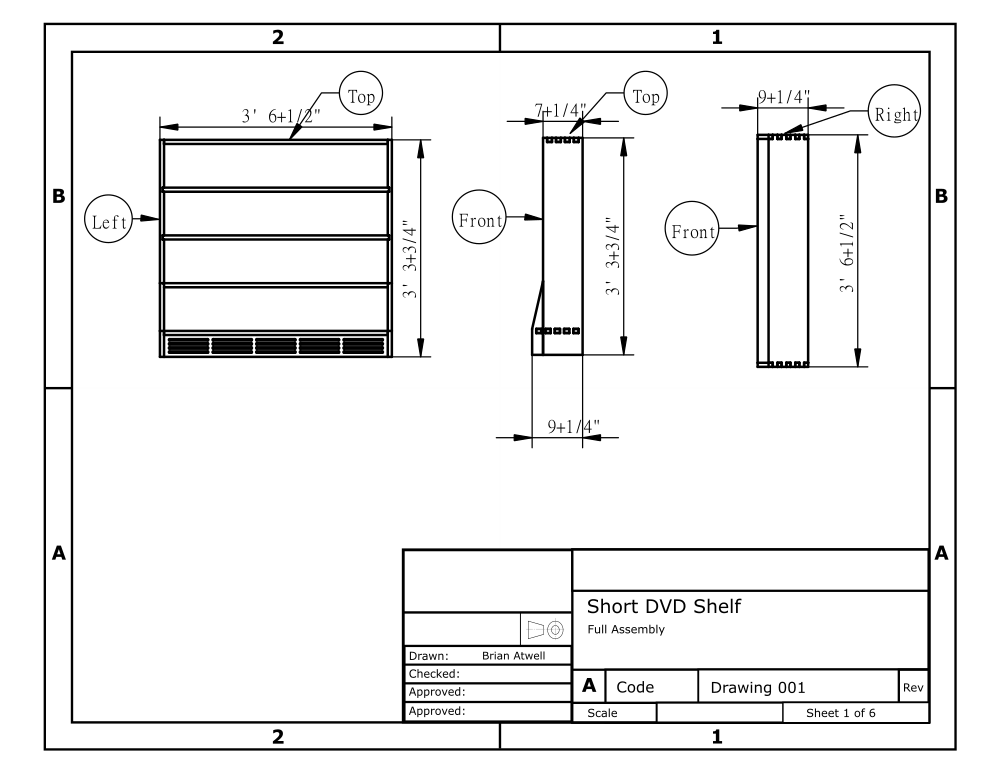 2
1
Top
3' 6+1/2"
Left
3' 3+3/4"
B
7+1/4"
Top
Front
3' 3+3/4"
9+1/4"
9+1/4"
Right
Front
3' 6+1/2"
B
A
A
Short DVD Shelf
Full Assembly
Drawn: Brian Atwell
Checked:
Approved:
Approved:
A Code Drawing 001 Rev
Scale Sheet 1 of 6
2
1